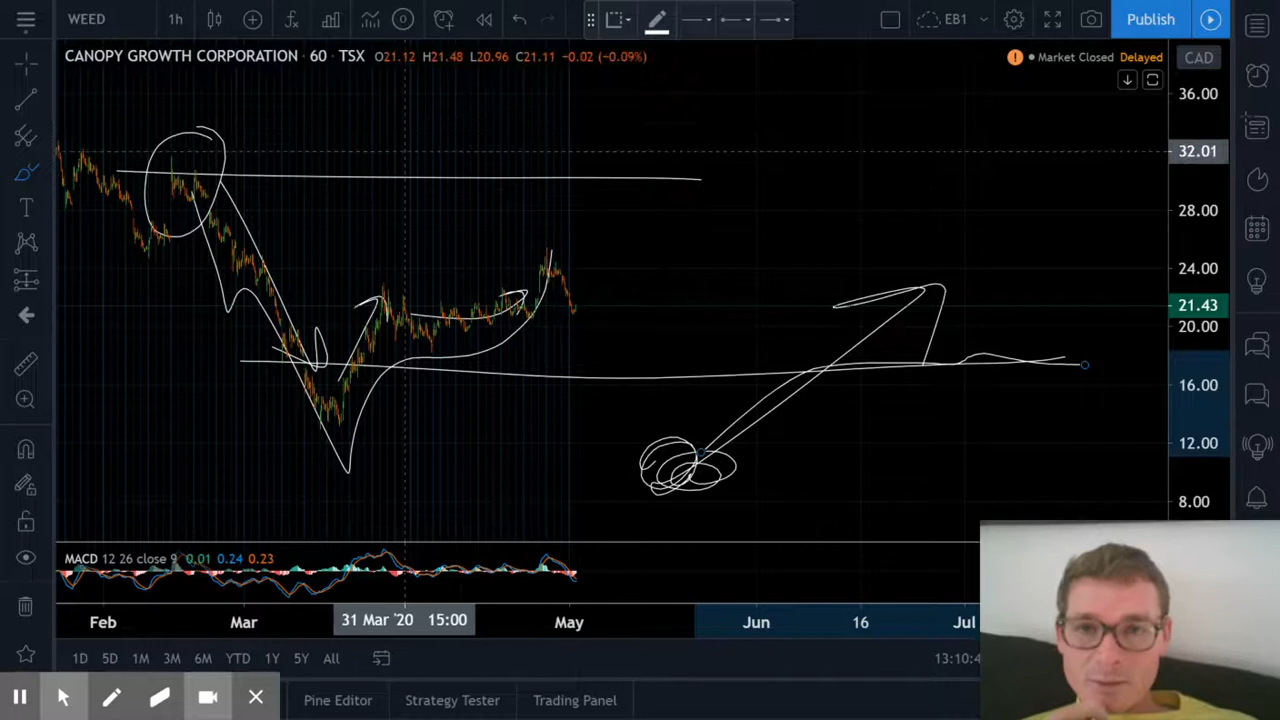 WEED 1h EB1 Publish
CANOPY GROWTH CORPORATION · 60 · TSX O21.12 H21.48 L20.96 C21.11 −0.02 (−0.09%) Market Closed Delayed CAD
36.00
32.01
28.00
24.00
21.43
20.00
16.00
12.00
8.00
MACD 12 26 close 9 0.01 0.24 0.23
Feb Mar 31 Mar '20 15:00 May Jun 16 Jul
1D 5D 1M 3M 6M YTD 1Y 5Y All 13:10:4
Pine Editor Strategy Tester Trading Panel